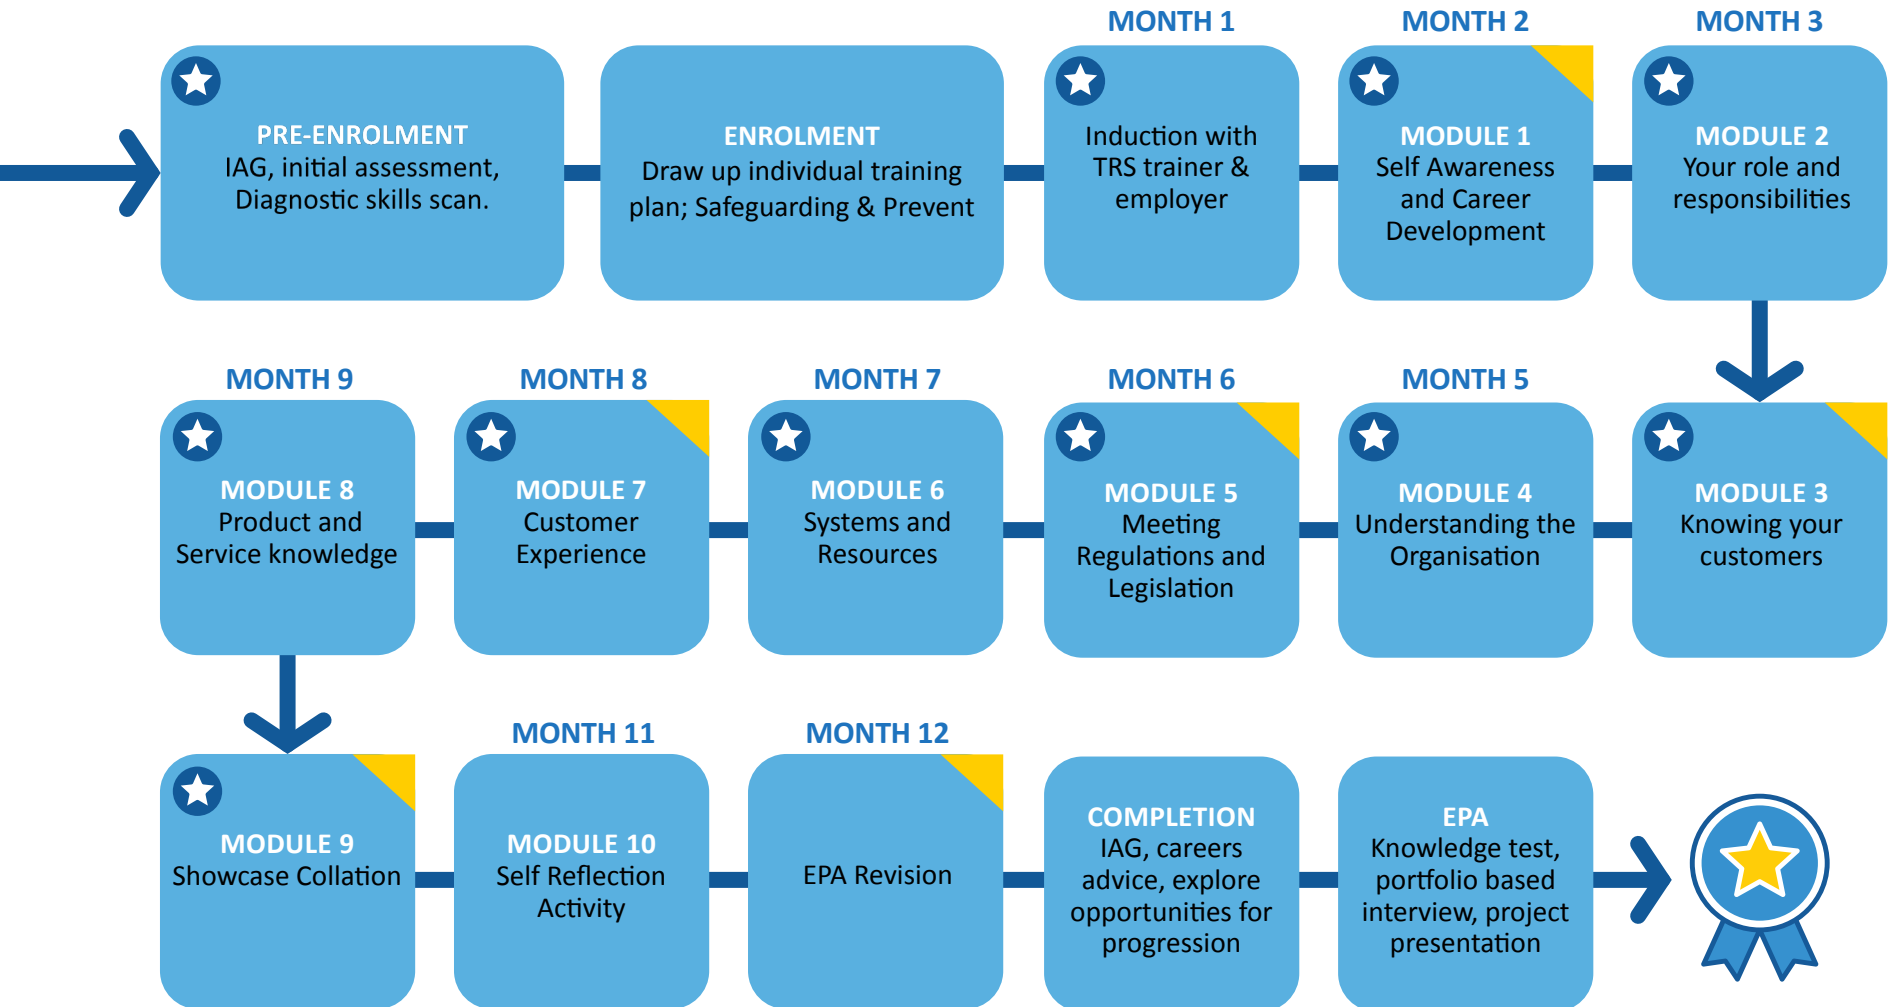 PRE-ENROLMENT
IAG, initial assessment,
Diagnostic skills scan.
ENROLMENT
Draw up individual training
plan; Safeguarding & Prevent
MONTH 1
Induction with
TRS trainer &
employer
MONTH 2
MODULE 1
Self Awareness
and Career
Development
MONTH 3
MODULE 2
Your role and
responsibilities
MODULE 3
Knowing your
customers
MONTH 5
MODULE 4
Understanding the
Organisation
MONTH 6
MODULE 5
Meeting
Regulations and
Legislation
MONTH 7
MODULE 6
Systems and
Resources
MONTH 8
MODULE 7
Customer
Experience
MONTH 9
MODULE 8
Product and
Service knowledge
MODULE 9
Showcase Collation
MONTH 11
MODULE 10
Self Reflection
Activity
MONTH 12
EPA Revision
COMPLETION
IAG, careers
advice, explore
opportunities for
progression
EPA
Knowledge test,
portfolio based
interview, project
presentation